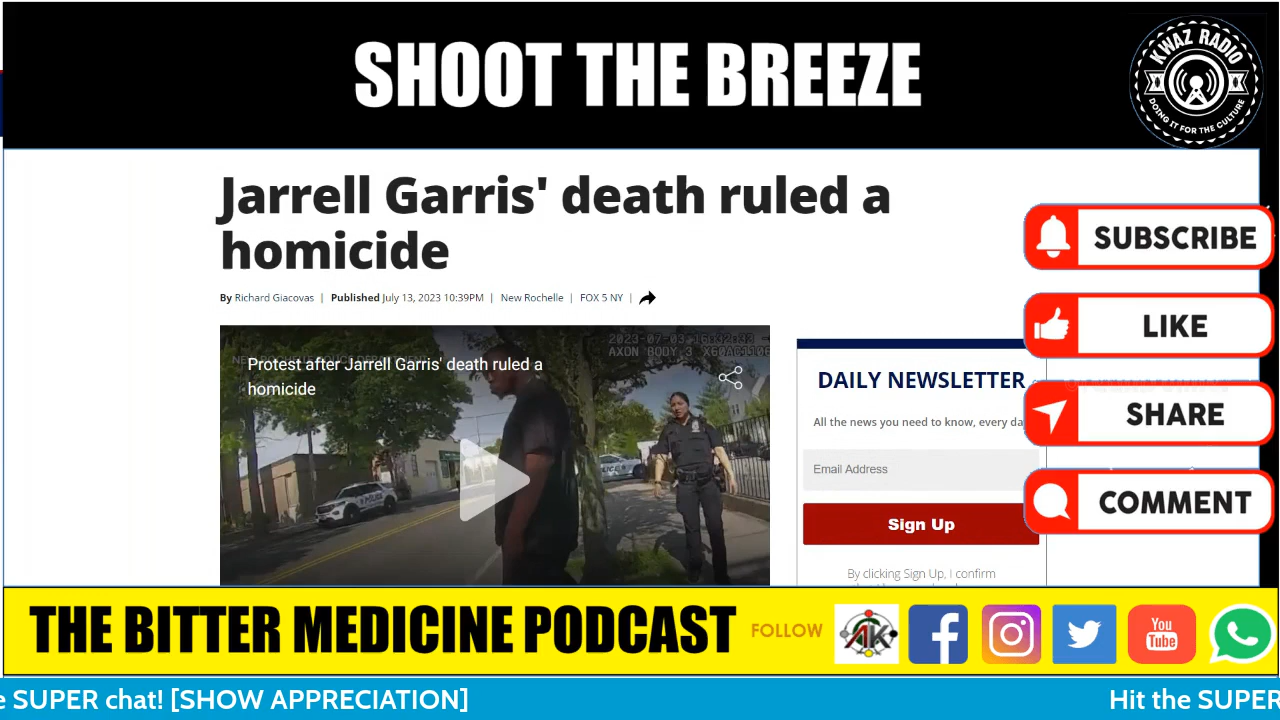 SHOOT THE BREEZE
KWAZ RADIO
DOING IT FOR THE CULTURE
Jarrell Garris' death ruled a
homicide
By Richard Giacovas | Published July 13, 2023 10:39PM | New Rochelle | FOX 5 NY |
Protest after Jarrell Garris' death ruled a
homicide
AXON BODY 3
POLICE
DAILY NEWSLETTER
All the news you need to know, every da
Email Address
Sign Up
By clicking Sign Up, I confirm
SUBSCRIBE
LIKE
SHARE
COMMENT
THE BITTER MEDICINE PODCAST
FOLLOW
You
Tube
e SUPER chat! [SHOW APPRECIATION]
Hit the SUPER